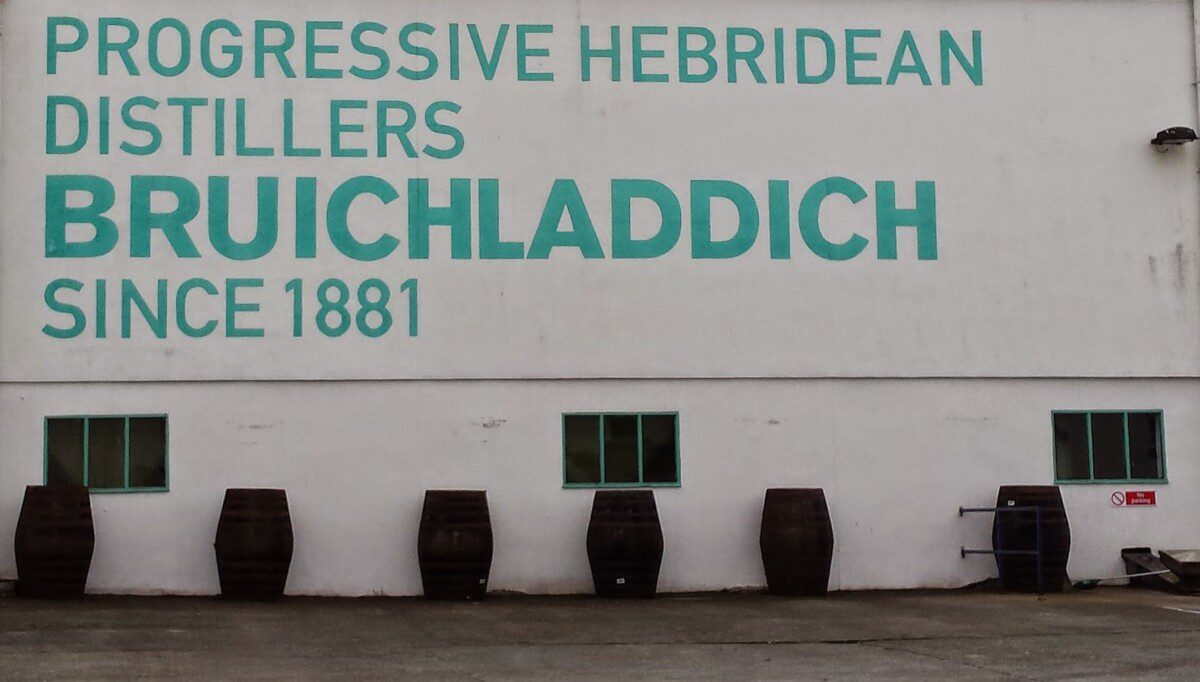 PROGRESSIVE HEBRIDEAN
DISTILLERS
BRUICHLADDICH
SINCE 1881
No
parking